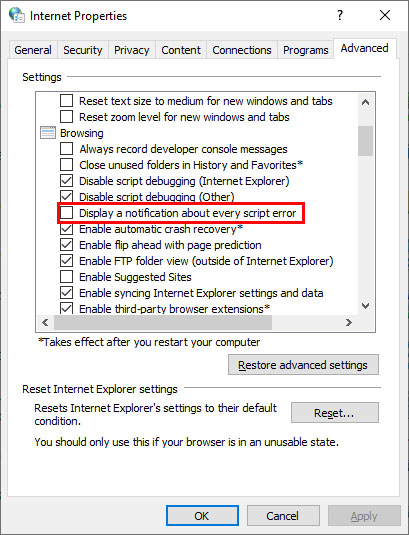 Internet Properties
General Security Privacy Content Connections Programs Advanced
Settings
Reset text size to medium for new windows and tabs
Reset zoom level for new windows and tabs
Browsing
Always record developer console messages
Close unused folders in History and Favorites*
Disable script debugging (Internet Explorer)
Disable script debugging (Other)
Display a notification about every script error
Enable automatic crash recovery*
Enable flip ahead with page prediction
Enable FTP folder view (outside of Internet Explorer)
Enable Suggested Sites
Enable syncing Internet Explorer settings and data
Enable third-party browser extensions*
*Takes effect after you restart your computer
Restore advanced settings
Reset Internet Explorer settings
Resets Internet Explorer's settings to their default
condition.
Reset...
You should only use this if your browser is in an unusable state.
OK Cancel Apply